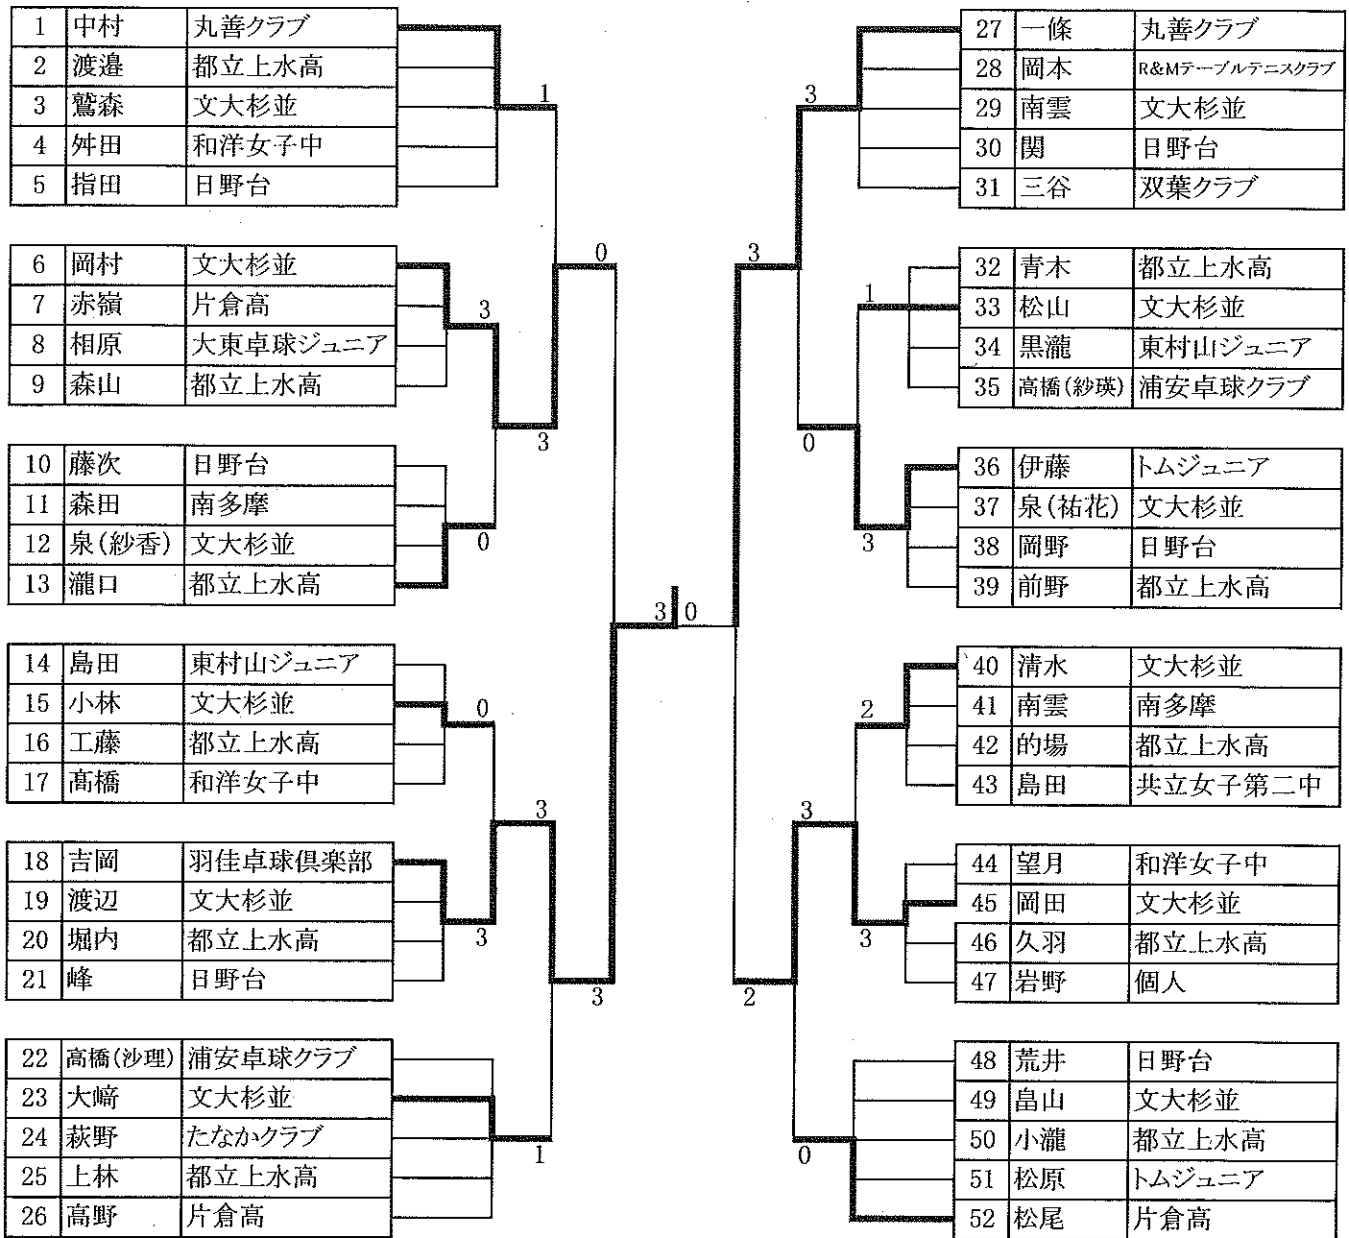 1 中村 丸善クラブ
2 渡邉 都立上水高
3 鷲森 文大杉並
4 舛田 和洋女子中
5 指田 日野台
6 岡村 文大杉並
7 赤嶺 片倉高
8 相原 大東卓球ジュニア
9 森山 都立上水高
10 藤次 日野台
11 森田 南多摩
12 泉(紗香) 文大杉並
13 瀧口 都立上水高
14 島田 東村山ジュニア
15 小林 文大杉並
16 工藤 都立上水高
17 髙橋 和洋女子中
18 吉岡 羽佳卓球倶楽部
19 渡辺 文大杉並
20 堀内 都立上水高
21 峰 日野台
22 高橋(沙理) 浦安卓球クラブ
23 大﨑 文大杉並
24 萩野 たなかクラブ
25 上林 都立上水高
26 高野 片倉高
1
3
0
3
0
0
3
3
3
1
3 0
3
3
1
0
3
2
3
3
2
0
27 一條 丸善クラブ
28 岡本 R&Mテーブルテニスクラブ
29 南雲 文大杉並
30 関 日野台
31 三谷 双葉クラブ
32 青木 都立上水高
33 松山 文大杉並
34 黒瀧 東村山ジュニア
35 高橋(紗瑛) 浦安卓球クラブ
36 伊藤 トムジュニア
37 泉(祐花) 文大杉並
38 岡野 日野台
39 前野 都立上水高
40 清水 文大杉並
41 南雲 南多摩
42 的場 都立上水高
43 島田 共立女子第二中
44 望月 和洋女子中
45 岡田 文大杉並
46 久羽 都立上水高
47 岩野 個人
48 荒井 日野台
49 畠山 文大杉並
50 小瀧 都立上水高
51 松原 トムジュニア
52 松尾 片倉高